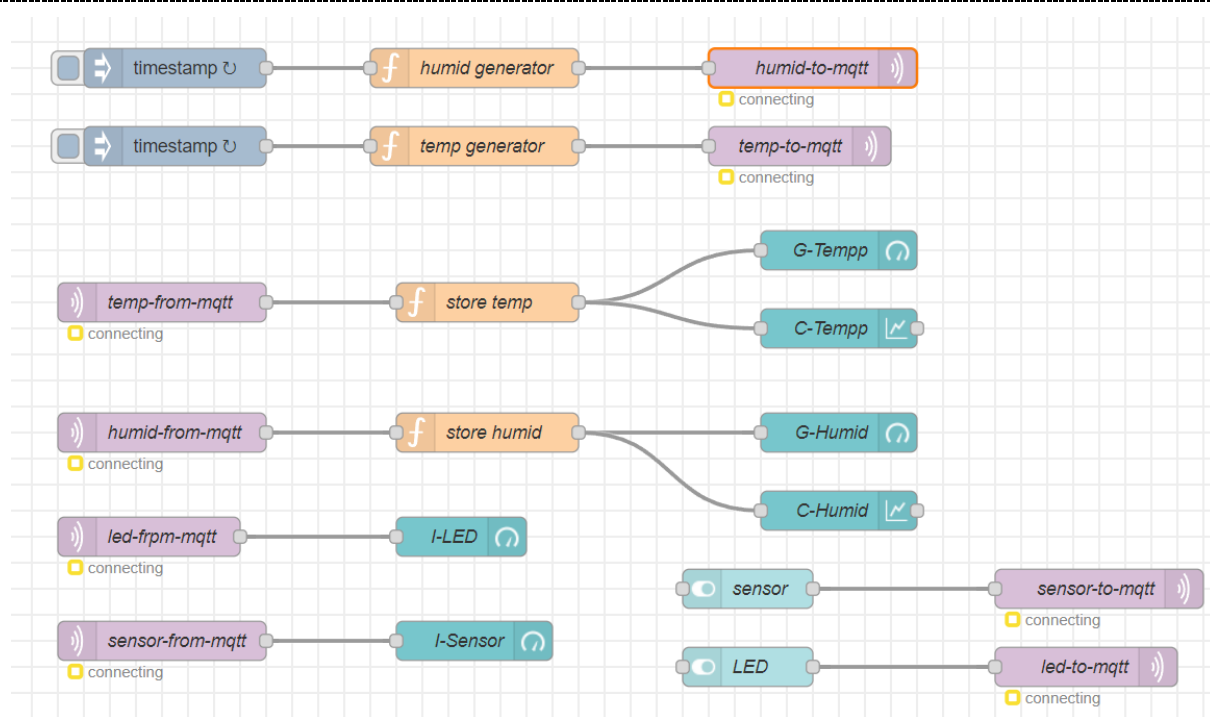 timestamp ↻
humid generator
humid-to-mqtt
connecting
timestamp ↻
temp generator
temp-to-mqtt
connecting
G-Tempp
temp-from-mqtt
store temp
connecting
C-Tempp
humid-from-mqtt
store humid
G-Humid
connecting
C-Humid
led-frpm-mqtt
I-LED
connecting
sensor
sensor-to-mqtt
connecting
sensor-from-mqtt
I-Sensor
connecting
LED
led-to-mqtt
connecting